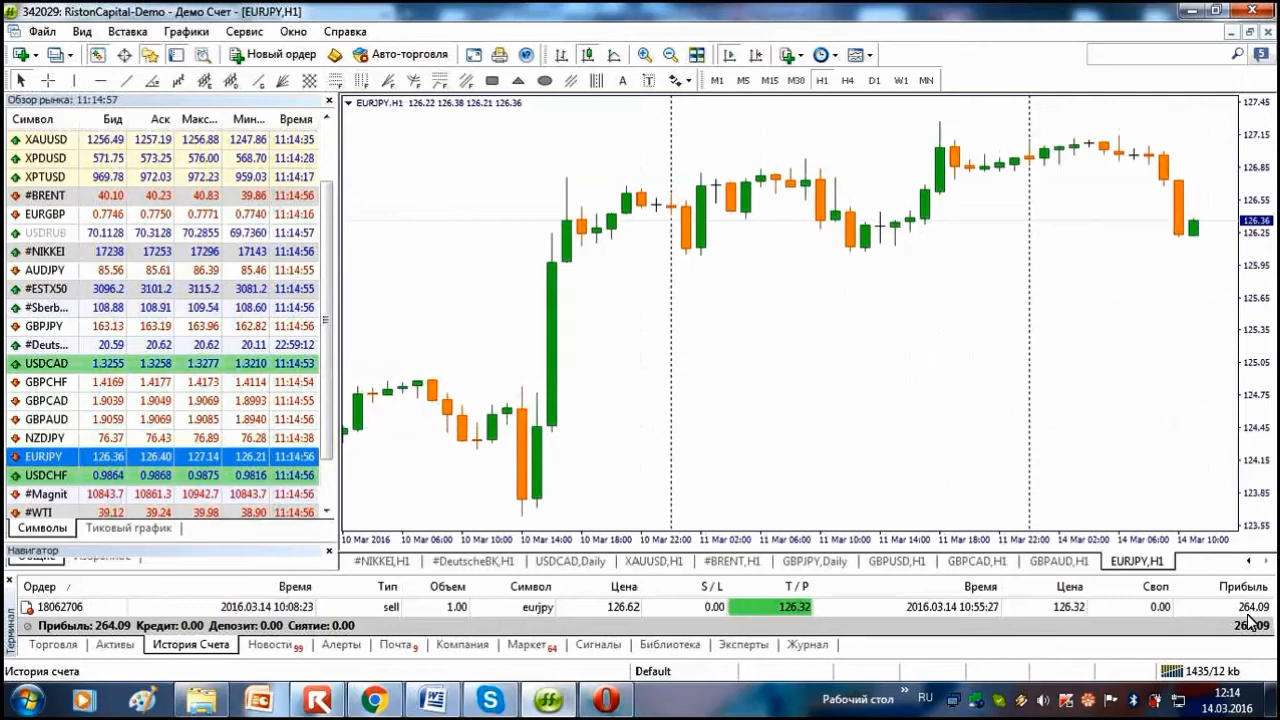 342029: RistonCapital-Demo - Демо Счет - [EURJPY,H1]
Файл Вид Вставка Графики Сервис Окно Справка
Новый ордер Авто-торговля 5
A T M1 M5 M15 M30 H1 H4 D1 W1 MN
Обзор рынка: 11:14:57
Символ Бид Аск Макс... Мин... Время
XAUUSD 1256.49 1257.19 1256.88 1247.86 11:14:35
XPDUSD 571.75 573.25 576.00 568.70 11:14:28
XPTUSD 969.78 972.03 972.23 959.03 11:14:17
#BRENT 40.10 40.23 40.83 39.86 11:14:56
EURGBP 0.7746 0.7750 0.7771 0.7740 11:14:16
USDRUB 70.1128 70.3128 70.2855 69.7360 11:14:57
#NIKKEI 17238 17253 17296 17143 11:14:56
AUDJPY 85.56 85.61 86.39 85.46 11:14:55
#ESTX50 3096.2 3101.2 3115.2 3081.2 11:14:55
#Sberb... 108.88 108.91 109.54 108.60 11:14:56
GBPJPY 163.13 163.19 163.96 162.82 11:14:56
#Deuts... 20.59 20.62 20.62 20.11 22:59:12
USDCAD 1.3255 1.3258 1.3277 1.3210 11:14:53
GBPCHF 1.4169 1.4177 1.4173 1.4114 11:14:54
GBPCAD 1.9039 1.9049 1.9069 1.8993 11:14:55
GBPAUD 1.9059 1.9069 1.9085 1.8940 11:14:56
NZDJPY 76.37 76.43 76.89 76.28 11:14:38
EURJPY 126.36 126.40 127.14 126.21 11:14:56
USDCHF 0.9864 0.9868 0.9875 0.9816 11:14:56
#Magnit 10843.7 10861.3 10942.7 10843.7 11:14:56
#WTI 39.12 39.24 39.98 38.90 11:14:56
Символы Тиковый график
Навигатор
Общие Избранное
EURJPY,H1 126.22 126.38 126.21 126.36
127.45
127.15
126.85
126.55
126.36
126.25
125.95
125.65
125.35
125.05
124.75
124.45
124.15
123.85
123.55
10 Mar 2016 10 Mar 06:00 10 Mar 10:00 10 Mar 14:00 10 Mar 18:00 10 Mar 22:00 11 Mar 02:00 11 Mar 06:00 11 Mar 10:00 11 Mar 14:00 11 Mar 18:00 11 Mar 22:00 14 Mar 02:00 14 Mar 06:00 14 Mar 10:00
#NIKKEI,H1 #DeutscheBK,H1 USDCAD,Daily XAUUSD,H1 #BRENT,H1 GBPJPY,Daily GBPUSD,H1 GBPCAD,H1 GBPAUD,H1 EURJPY,H1
Терминал
Ордер Время Тип Объем Символ Цена S / L T / P Время Цена Своп Прибыль
18062706 2016.03.14 10:08:23 sell 1.00 eurjpy 126.62 0.00 126.32 2016.03.14 10:55:27 126.32 0.00 264.09
Прибыль: 264.09 Кредит: 0.00 Депозит: 0.00 Снятие: 0.00 264.09
Торговля Активы История Счета Новости 99 Алерты Почта 9 Компания Маркет 64 Сигналы Библиотека Эксперты Журнал
История счета Default 1435/12 kb
Рабочий стол » RU 12:14
14.03.2016